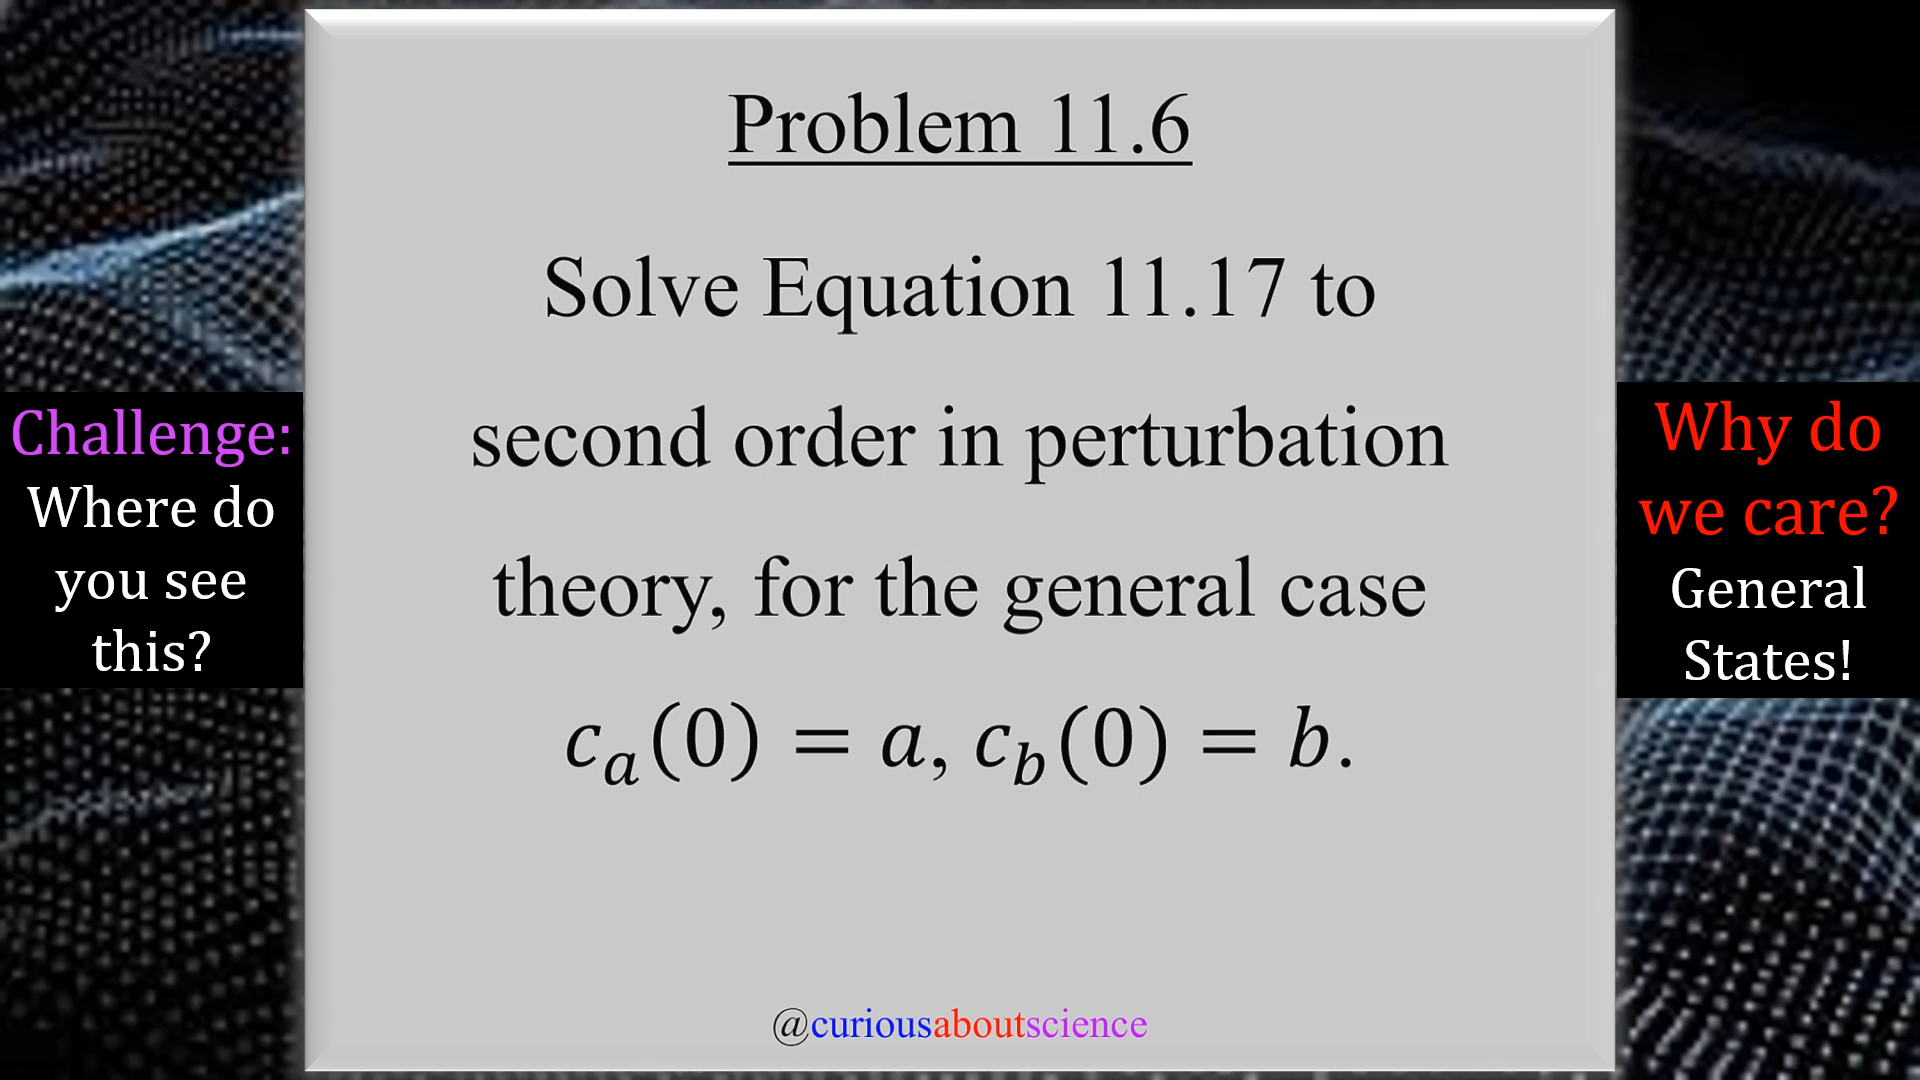 Problem 11.6
Solve Equation 11.17 to
second order in perturbation
theory, for the general case
c_a(0) = a, c_b(0) = b.
@curiousaboutscience
Challenge:
Where do
you see
this?
Why do
we care?
General
States!